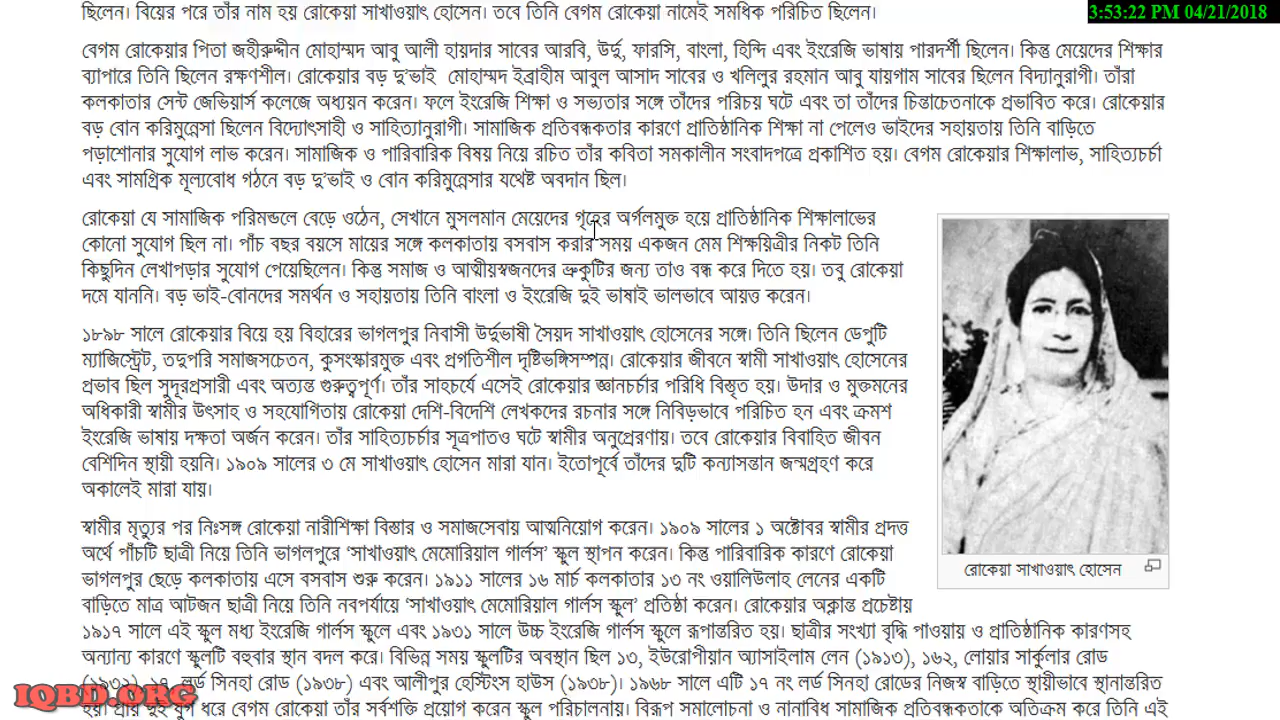 ছিলেন। বিয়ের পরে তাঁর নাম হয় রোকেয়া সাখাওয়াৎ হোসেন। তবে তিনি বেগম রোকেয়া নামেই সমধিক পরিচিত ছিলেন।
3:53:22 PM 04/21/2018
বেগম রোকেয়ার পিতা জহীরুদ্দীন মোহাম্মদ আবু আলী হায়দার সাবের আরবি, উর্দু, ফারসি, বাংলা, হিন্দি এবং ইংরেজি ভাষায় পারদর্শী ছিলেন। কিন্তু মেয়েদের শিক্ষার
ব্যাপারে তিনি ছিলেন রক্ষণশীল। রোকেয়ার বড় দু’ভাই মোহাম্মদ ইব্রাহীম আবুল আসাদ সাবের ও খলিলুর রহমান আবু যায়গাম সাবের ছিলেন বিদ্যানুরাগী। তাঁরা
কলকাতার সেন্ট জেভিয়ার্স কলেজে অধ্যয়ন করেন। ফলে ইংরেজি শিক্ষা ও সভ্যতার সঙ্গে তাঁদের পরিচয় ঘটে এবং তা তাঁদের চিন্তাচেতনাকে প্রভাবিত করে। রোকেয়ার
বড় বোন করিমুন্নেসা ছিলেন বিদ্যোৎসাহী ও সাহিত্যানুরাগী। সামাজিক প্রতিবন্ধকতার কারণে প্রাতিষ্ঠানিক শিক্ষা না পেলেও ভাইদের সহায়তায় তিনি বাড়িতে
পড়াশোনার সুযোগ লাভ করেন। সামাজিক ও পারিবারিক বিষয় নিয়ে রচিত তাঁর কবিতা সমকালীন সংবাদপত্রে প্রকাশিত হয়। বেগম রোকেয়ার শিক্ষালাভ, সাহিত্যচর্চা
এবং সামগ্রিক মূল্যবোধ গঠনে বড় দু’ভাই ও বোন করিমুন্নেসার যথেষ্ট অবদান ছিল।
রোকেয়া যে সামাজিক পরিমন্ডলে বেড়ে ওঠেন, সেখানে মুসলমান মেয়েদের গৃহের অর্গলমুক্ত হয়ে প্রাতিষ্ঠানিক শিক্ষালাভের
কোনো সুযোগ ছিল না। পাঁচ বছর বয়সে মায়ের সঙ্গে কলকাতায় বসবাস করার সময় একজন মেম শিক্ষয়িত্রীর নিকট তিনি
কিছুদিন লেখাপড়ার সুযোগ পেয়েছিলেন। কিন্তু সমাজ ও আত্মীয়স্বজনদের ভ্রুকুটির জন্য তাও বন্ধ করে দিতে হয়। তবু রোকেয়া
দমে যাননি। বড় ভাই-বোনদের সমর্থন ও সহায়তায় তিনি বাংলা ও ইংরেজি দুই ভাষাই ভালভাবে আয়ত্ত করেন।
১৮৯৮ সালে রোকেয়ার বিয়ে হয় বিহারের ভাগলপুর নিবাসী উর্দুভাষী সৈয়দ সাখাওয়াৎ হোসেনের সঙ্গে। তিনি ছিলেন ডেপুটি
ম্যাজিস্ট্রেট, তদুপরি সমাজসচেতন, কুসংস্কারমুক্ত এবং প্রগতিশীল দৃষ্টিভঙ্গিসম্পন্ন। রোকেয়ার জীবনে স্বামী সাখাওয়াৎ হোসেনের
প্রভাব ছিল সুদূরপ্রসারী এবং অত্যন্ত গুরুত্বপূর্ণ। তাঁর সাহচর্যে এসেই রোকেয়ার জ্ঞানচর্চার পরিধি বিস্তৃত হয়। উদার ও মুক্তমনের
অধিকারী স্বামীর উৎসাহ ও সহযোগিতায় রোকেয়া দেশি-বিদেশি লেখকদের রচনার সঙ্গে নিবিড়ভাবে পরিচিত হন এবং ক্রমশ
ইংরেজি ভাষায় দক্ষতা অর্জন করেন। তাঁর সাহিত্যচর্চার সূত্রপাতও ঘটে স্বামীর অনুপ্রেরণায়। তবে রোকেয়ার বিবাহিত জীবন
বেশিদিন স্থায়ী হয়নি। ১৯০৯ সালের ৩ মে সাখাওয়াৎ হোসেন মারা যান। ইতোপূর্বে তাঁদের দুটি কন্যাসন্তান জন্মগ্রহণ করে
অকালেই মারা যায়।
স্বামীর মৃত্যুর পর নিঃসঙ্গ রোকেয়া নারীশিক্ষা বিস্তার ও সমাজসেবায় আত্মনিয়োগ করেন। ১৯০৯ সালের ১ অক্টোবর স্বামীর প্রদত্ত
অর্থে পাঁচটি ছাত্রী নিয়ে তিনি ভাগলপুরে ‘সাখাওয়াৎ মেমোরিয়াল গার্লস’ স্কুল স্থাপন করেন। কিন্তু পারিবারিক কারণে রোকেয়া
ভাগলপুর ছেড়ে কলকাতায় এসে বসবাস শুরু করেন। ১৯১১ সালের ১৬ মার্চ কলকাতার ১৩ নং ওয়ালিউলাহ লেনের একটি
বাড়িতে মাত্র আটজন ছাত্রী নিয়ে তিনি নবপর্যায়ে ‘সাখাওয়াৎ মেমোরিয়াল গার্লস স্কুল’ প্রতিষ্ঠা করেন। রোকেয়ার অক্লান্ত প্রচেষ্টায়
রোকেয়া সাখাওয়াৎ হোসেন
১৯১৭ সালে এই স্কুল মধ্য ইংরেজি গার্লস স্কুলে এবং ১৯৩১ সালে উচ্চ ইংরেজি গার্লস স্কুলে রূপান্তরিত হয়। ছাত্রীর সংখ্যা বৃদ্ধি পাওয়ায় ও প্রাতিষ্ঠানিক কারণসহ
অন্যান্য কারণে স্কুলটি বহুবার স্থান বদল করে। বিভিন্ন সময় স্কুলটির অবস্থান ছিল ১৩, ইউরোপীয়ান অ্যাসাইলাম লেন (১৯১৩), ১৬২, লোয়ার সার্কুলার রোড
লর্ড সিনহা রোড (১৯৩৮) এবং আলীপুর হেস্টিংস হাউস (১৯৩৮)। ১৯৬৮ সালে এটি ১৭ নং লর্ড সিনহা রোডের নিজস্ব বাড়িতে স্থায়ীভাবে স্থানান্তরিত
ধরে বেগম রোকেয়া তাঁর সর্বশক্তি প্রয়োগ করেন স্কুল পরিচালনায়। বিরূপ সমালোচনা ও নানাবিধ সামাজিক প্রতিবন্ধকতাকে অতিক্রম করে তিনি এই
IQBD.ORG